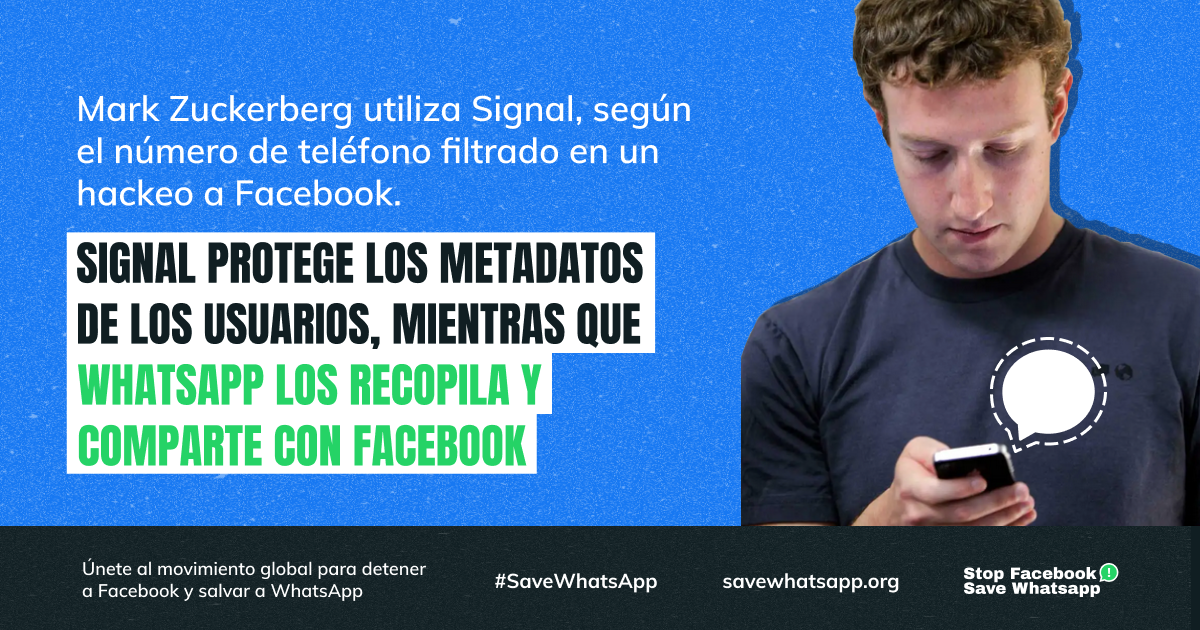 Mark Zuckerberg utiliza Signal, según
el número de teléfono filtrado en un
hackeo a Facebook.
SIGNAL PROTEGE LOS METADATOS
DE LOS USUARIOS, MIENTRAS QUE
WHATSAPP LOS RECOPILA Y
COMPARTE CON FACEBOOK
Únete al movimiento global para detener
a Facebook y salvar a WhatsApp
#SaveWhatsApp
savewhatsapp.org
Stop Facebook
Save Whatsapp